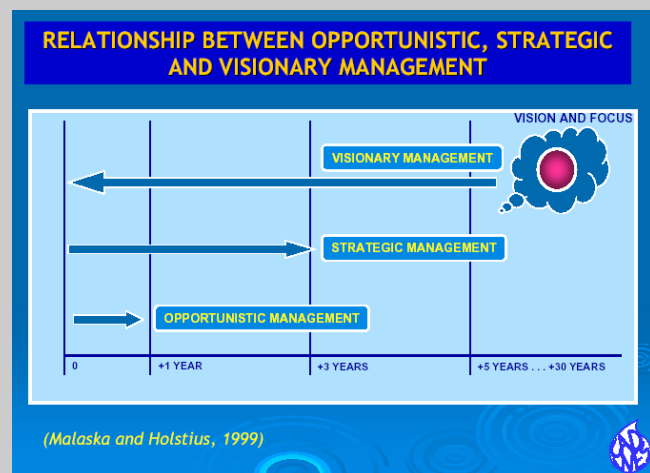 RELATIONSHIP BETWEEN OPPORTUNISTIC, STRATEGIC
AND VISIONARY MANAGEMENT
VISION AND FOCUS
VISIONARY MANAGEMENT
STRATEGIC MANAGEMENT
OPPORTUNISTIC MANAGEMENT
0
+1 YEAR
+3 YEARS
+5 YEARS . . . +30 YEARS
(Malaska and Holstius, 1999)